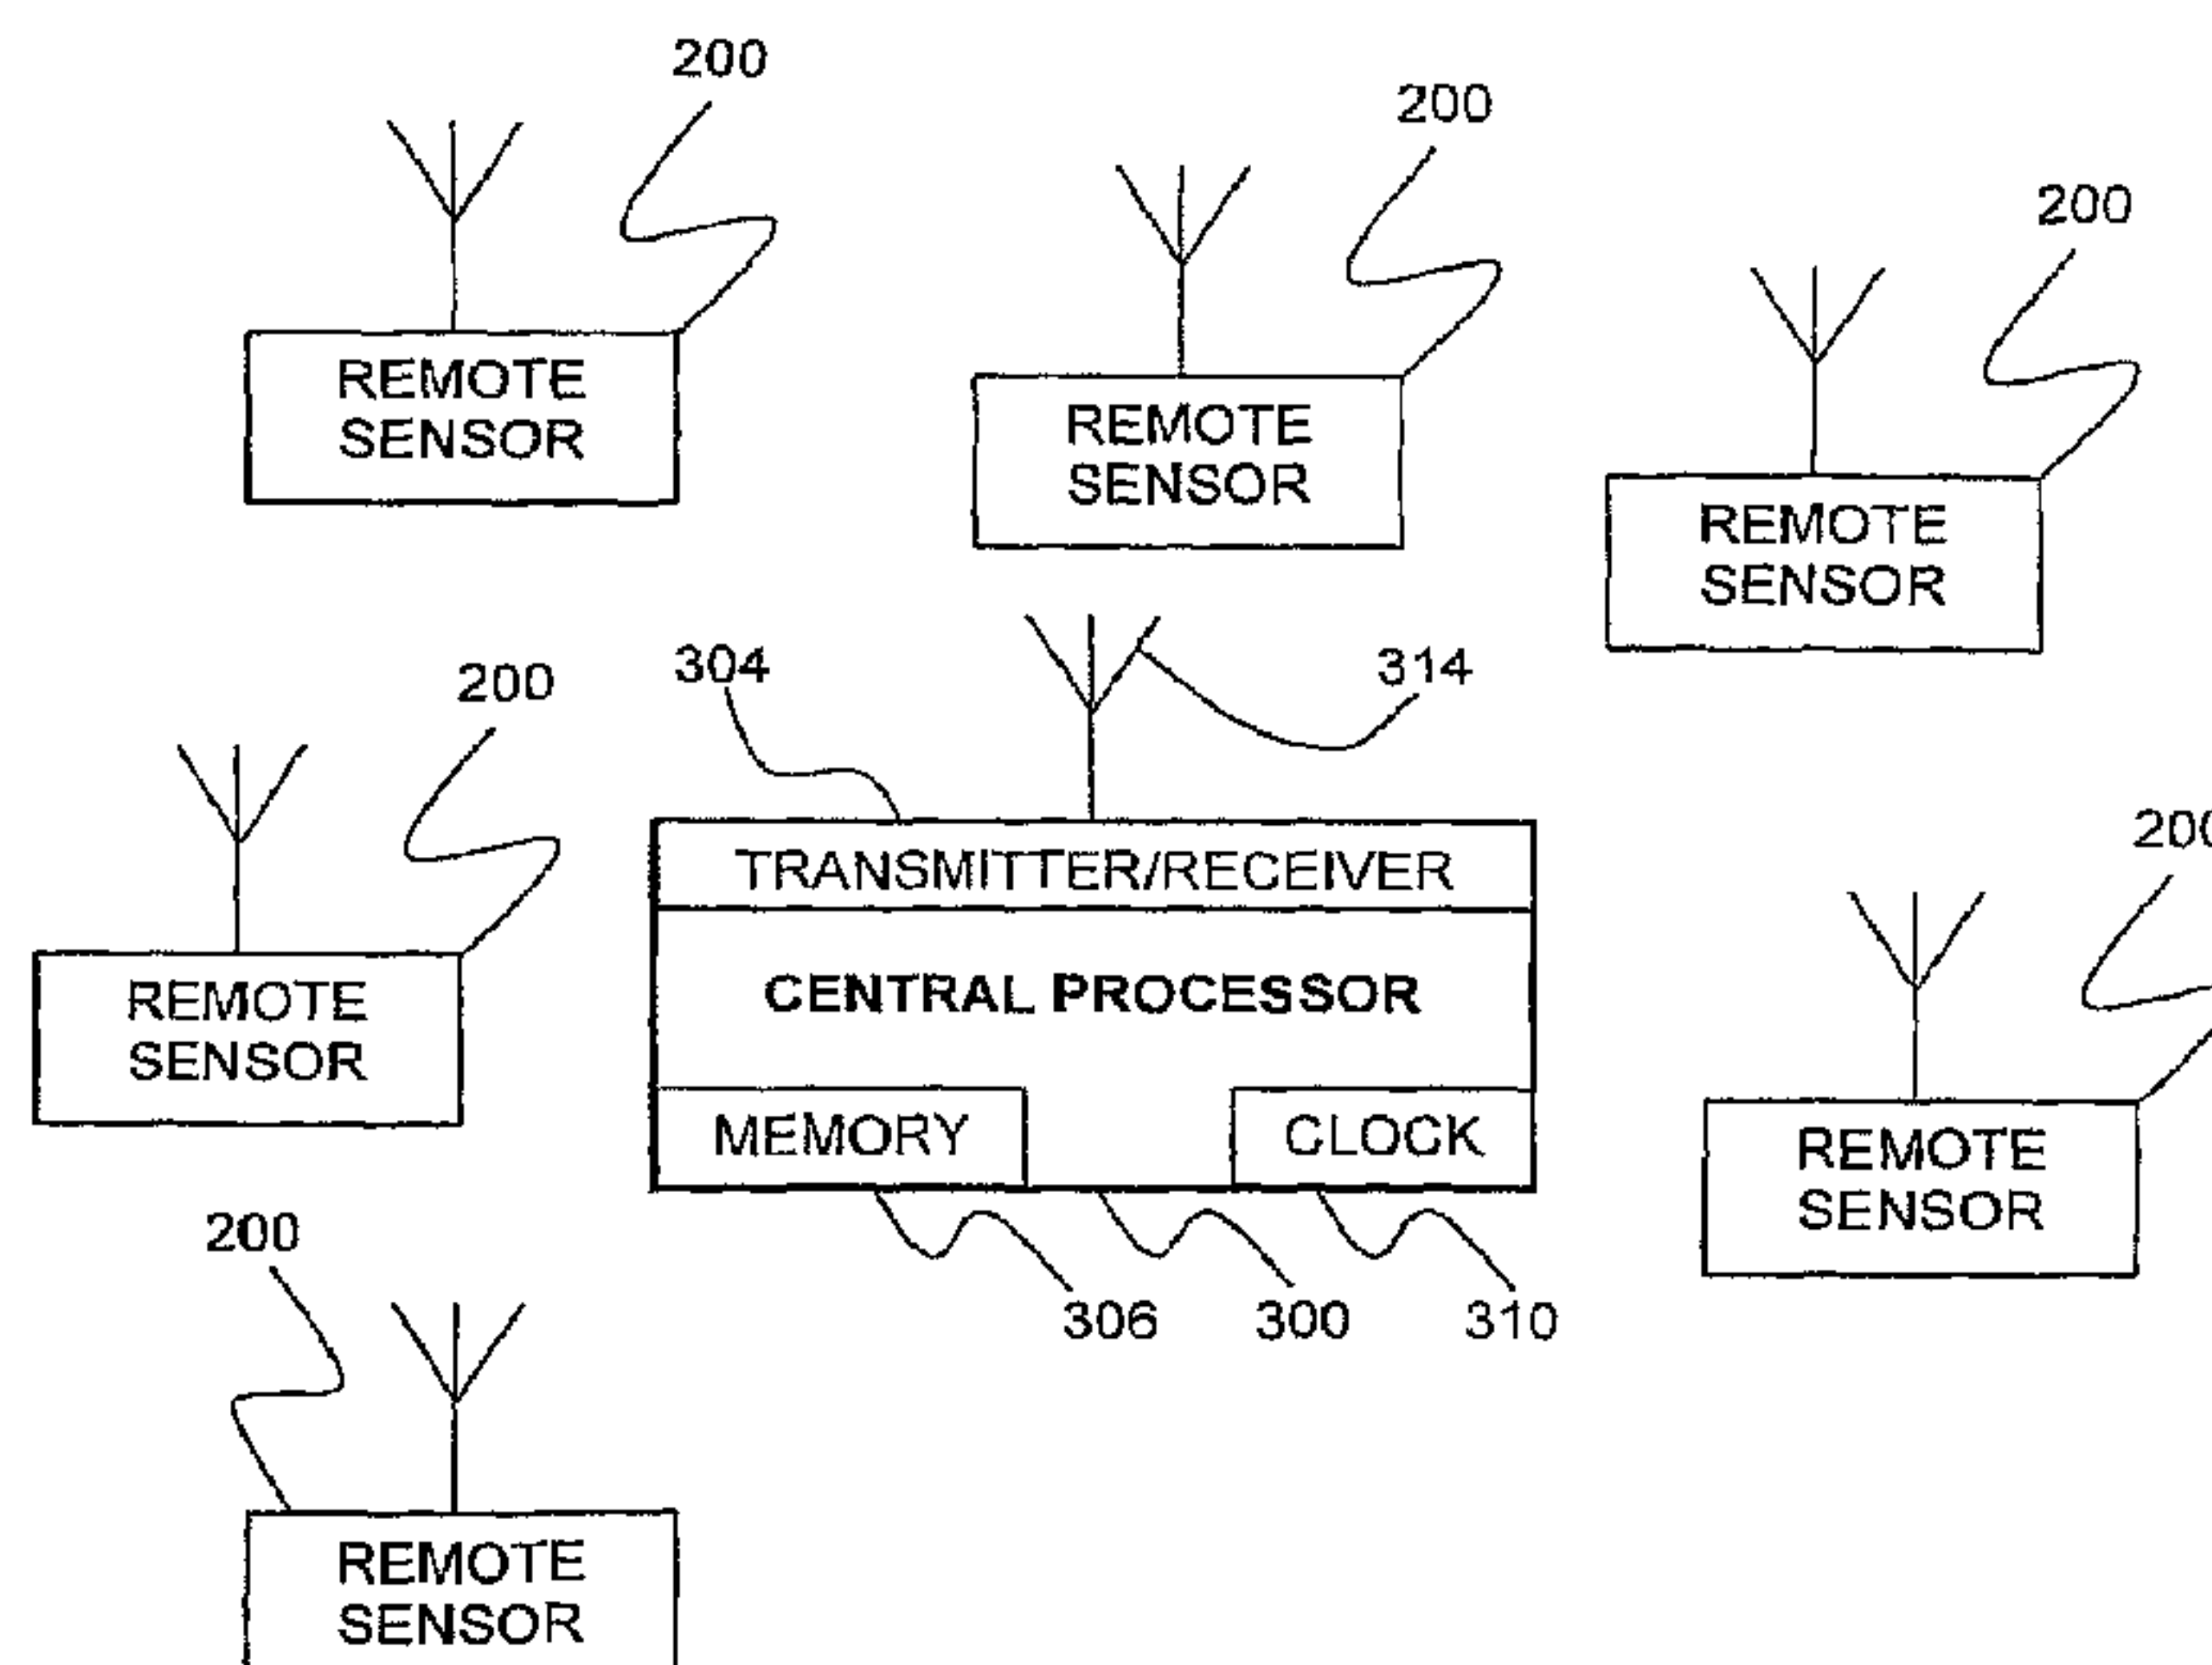 200
200
200
REMOTE
SENSOR
REMOTE
SENSOR
REMOTE
SENSOR
200
304
314
200
REMOTE
SENSOR
TRANSMITTER/RECEIVER
CENTRAL PROCESSOR
MEMORY
CLOCK
REMOTE
SENSOR
200
306
300
310
REMOTE
SENSOR